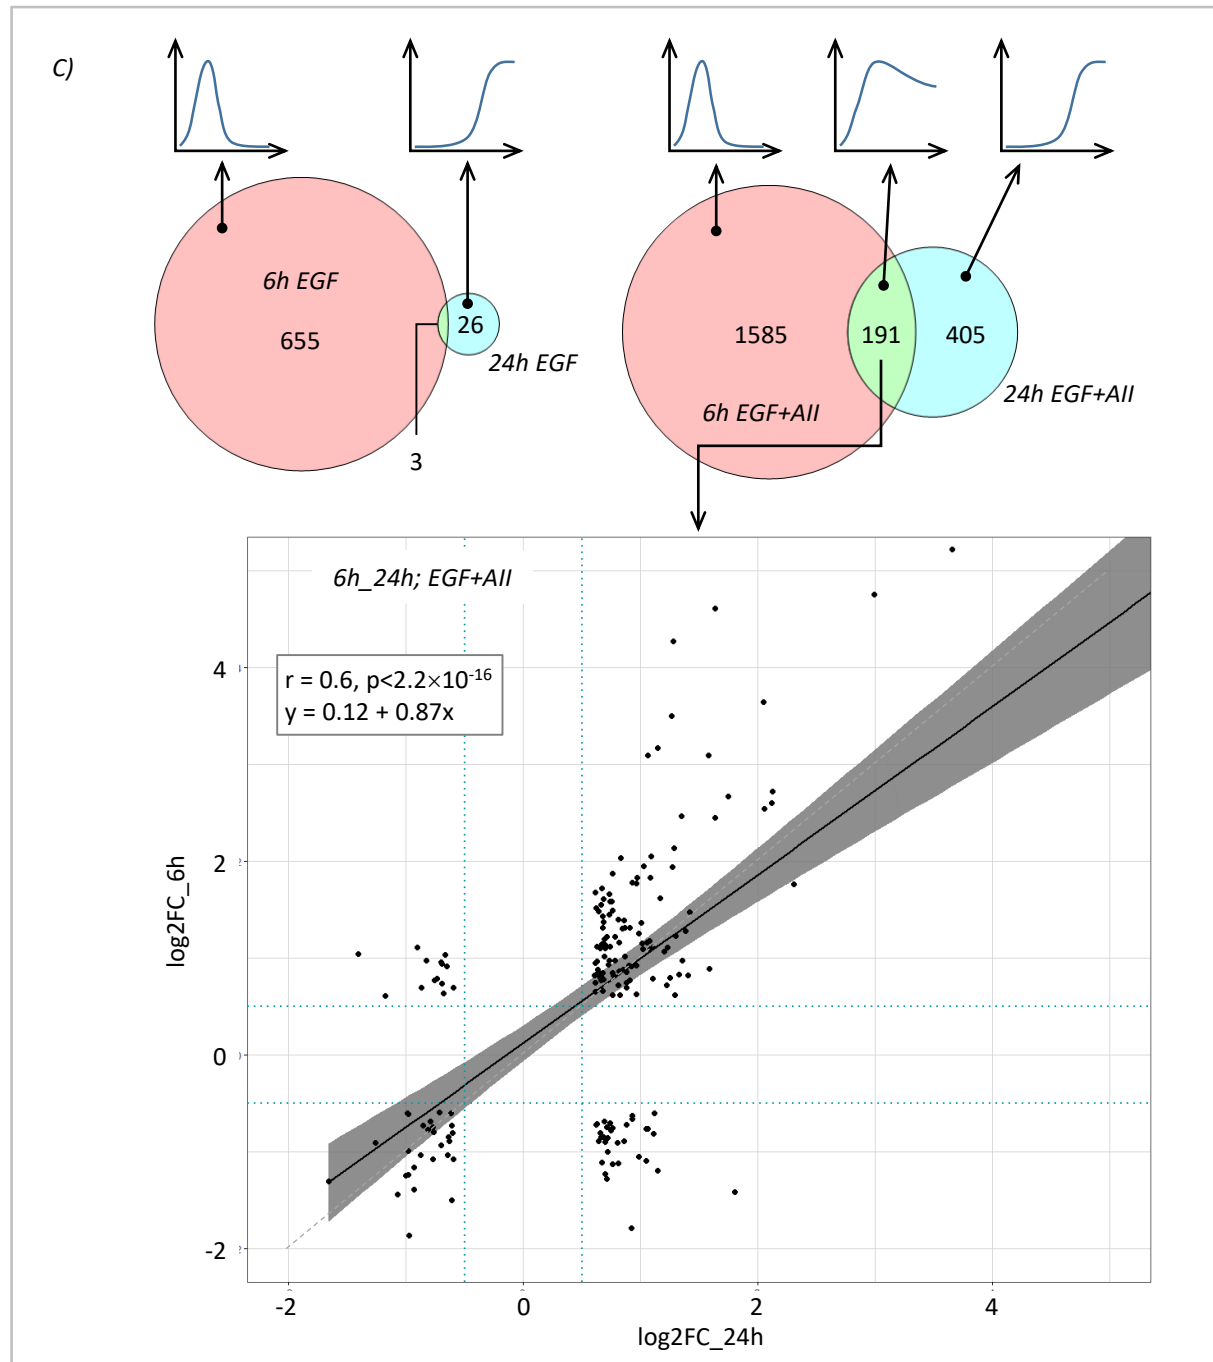 C)
6h EGF
655
26
24h EGF
3
1585
191
405
6h EGF+AII
24h EGF+AII
6h_24h; EGF+AII
r = 0.6, p<2.2×10-16
y = 0.12 + 0.87x
log2FC_6h
4
2
0
-2
-2
0
2
4
log2FC_24h